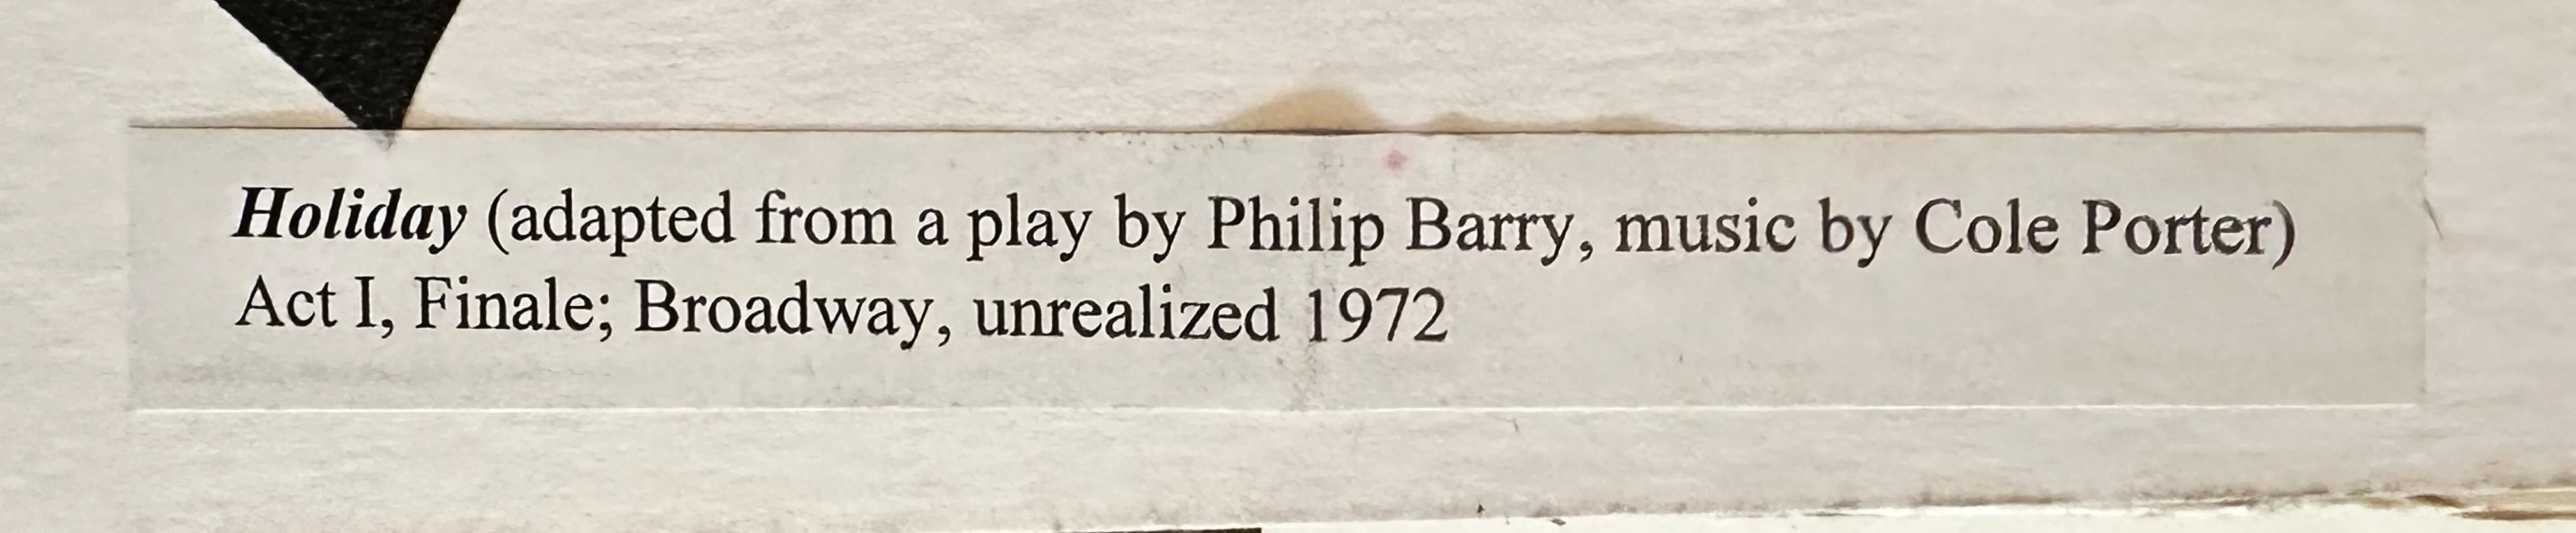 Holiday (adapted from a play by Philip Barry, music by Cole Porter)
Act I, Finale; Broadway, unrealized 1972